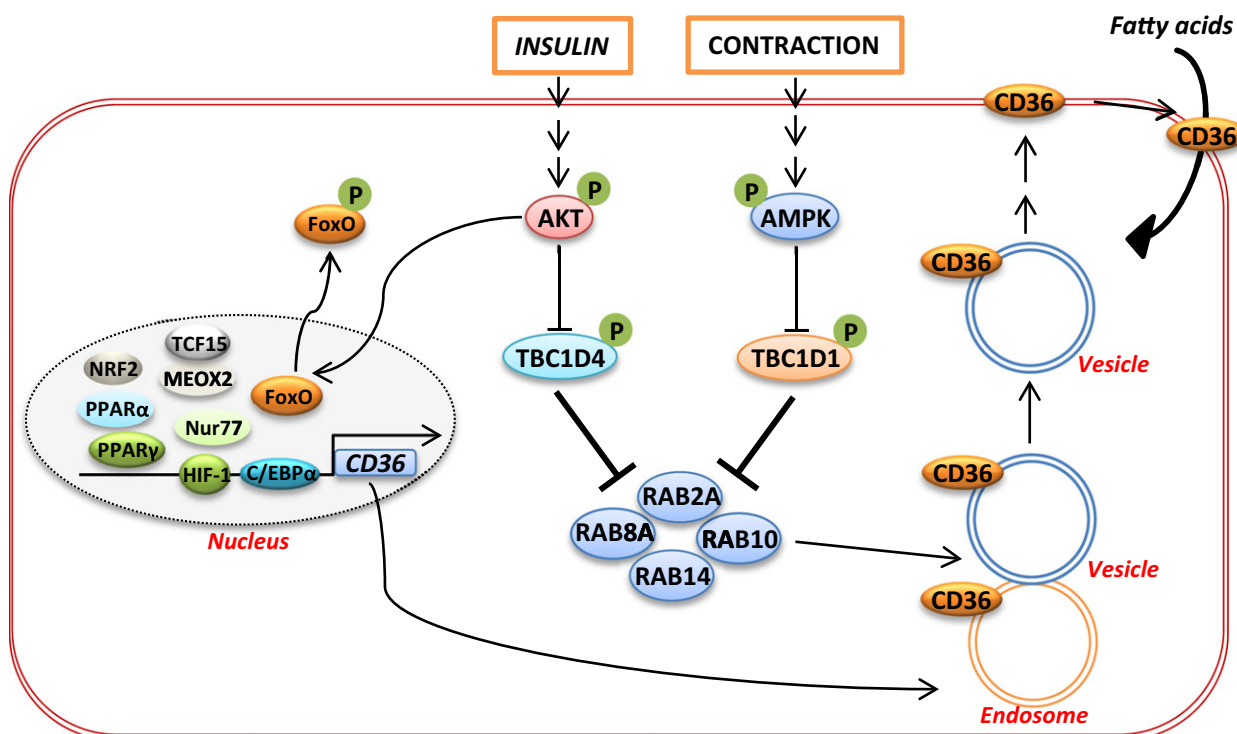 INSULIN
CONTRACTION
Fatty acids
CD36
CD36
P
FoxO
AKT
P
P
AMPK
CD36
Vesicle
TBC1D4
P
TBC1D1
P
TCF15
NRF2
MEOX2
FoxO
PPARα
Nur77
PPARγ
HIF-1
C/EBPα
CD36
Nucleus
RAB2A
RAB8A
RAB10
RAB14
CD36
Vesicle
CD36
Endosome